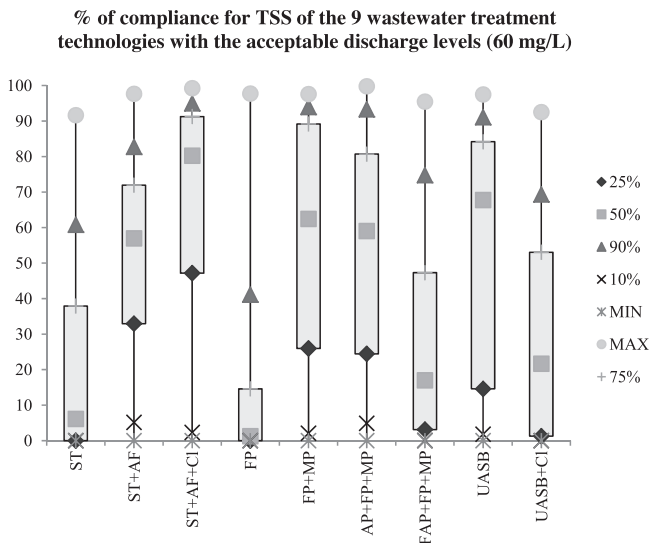 % of compliance for TSS of the 9 wastewater treatment
technologies with the acceptable discharge levels (60 mg/L)
100
90
80
70
60
50
40
30
20
10
0
ST
ST+AF
ST+AF+Cl
FP
FP+MP
AP+FP+MP
FAP+FP+MP
UASB
UASB+Cl
25%
50%
90%
10%
MIN
MAX
75%